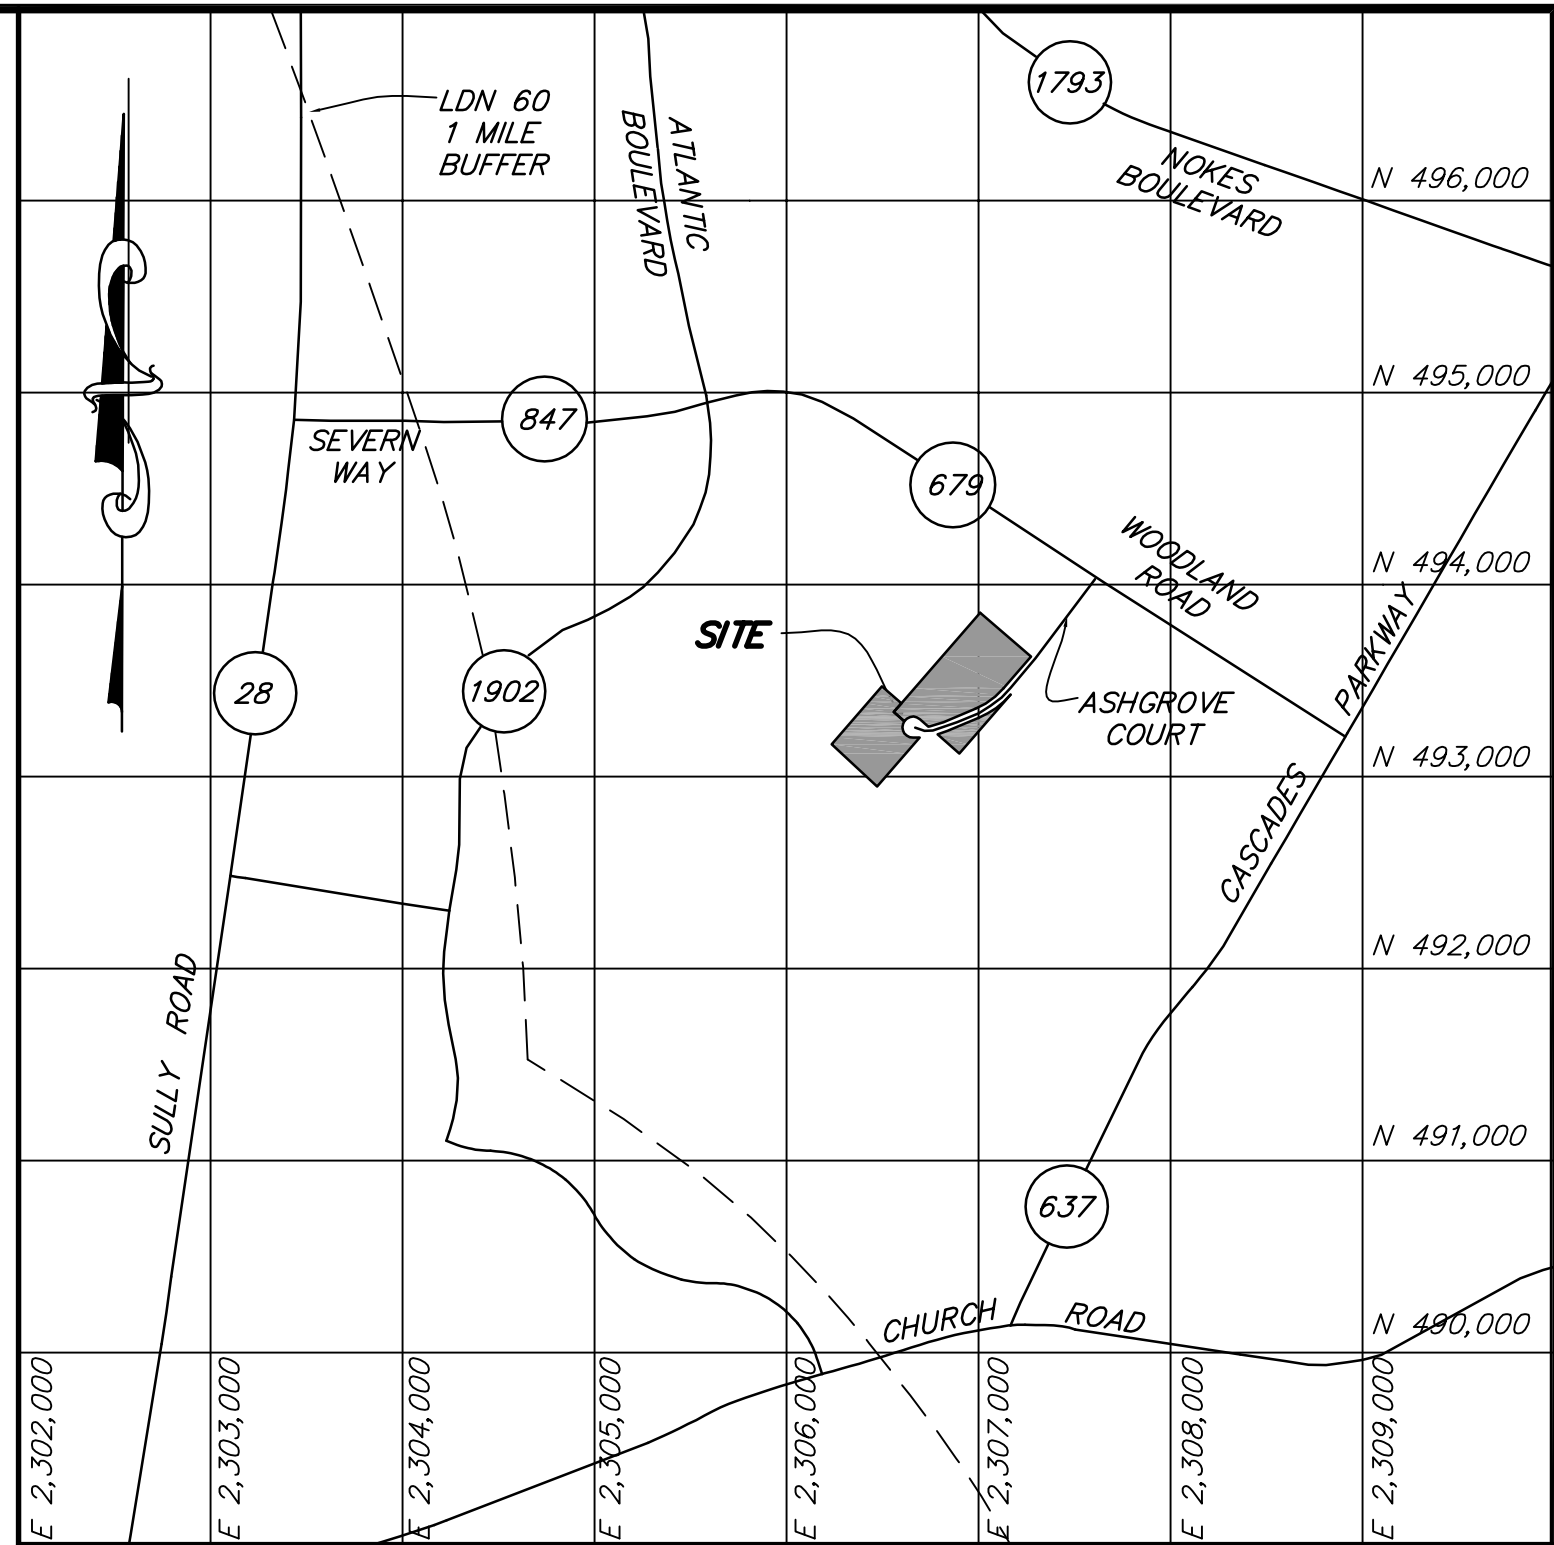 LDN 60
1 MILE
BUFFER
ATLANTIC
BOULEVARD
1793
NOKES
BOULEVARD
N 496,000
N 495,000
847
SEVERN
WAY
679
WOODLAND
ROAD
N 494,000
SITE
28
1902
ASHGROVE
COURT
PARKWAY
N 493,000
CASCADES
N 492,000
SULLY ROAD
N 491,000
637
CHURCH ROAD
N 490,000
E 2,302,000
E 2,303,000
E 2,304,000
E 2,305,000
E 2,306,000
E 2,307,000
E 2,308,000
E 2,309,000